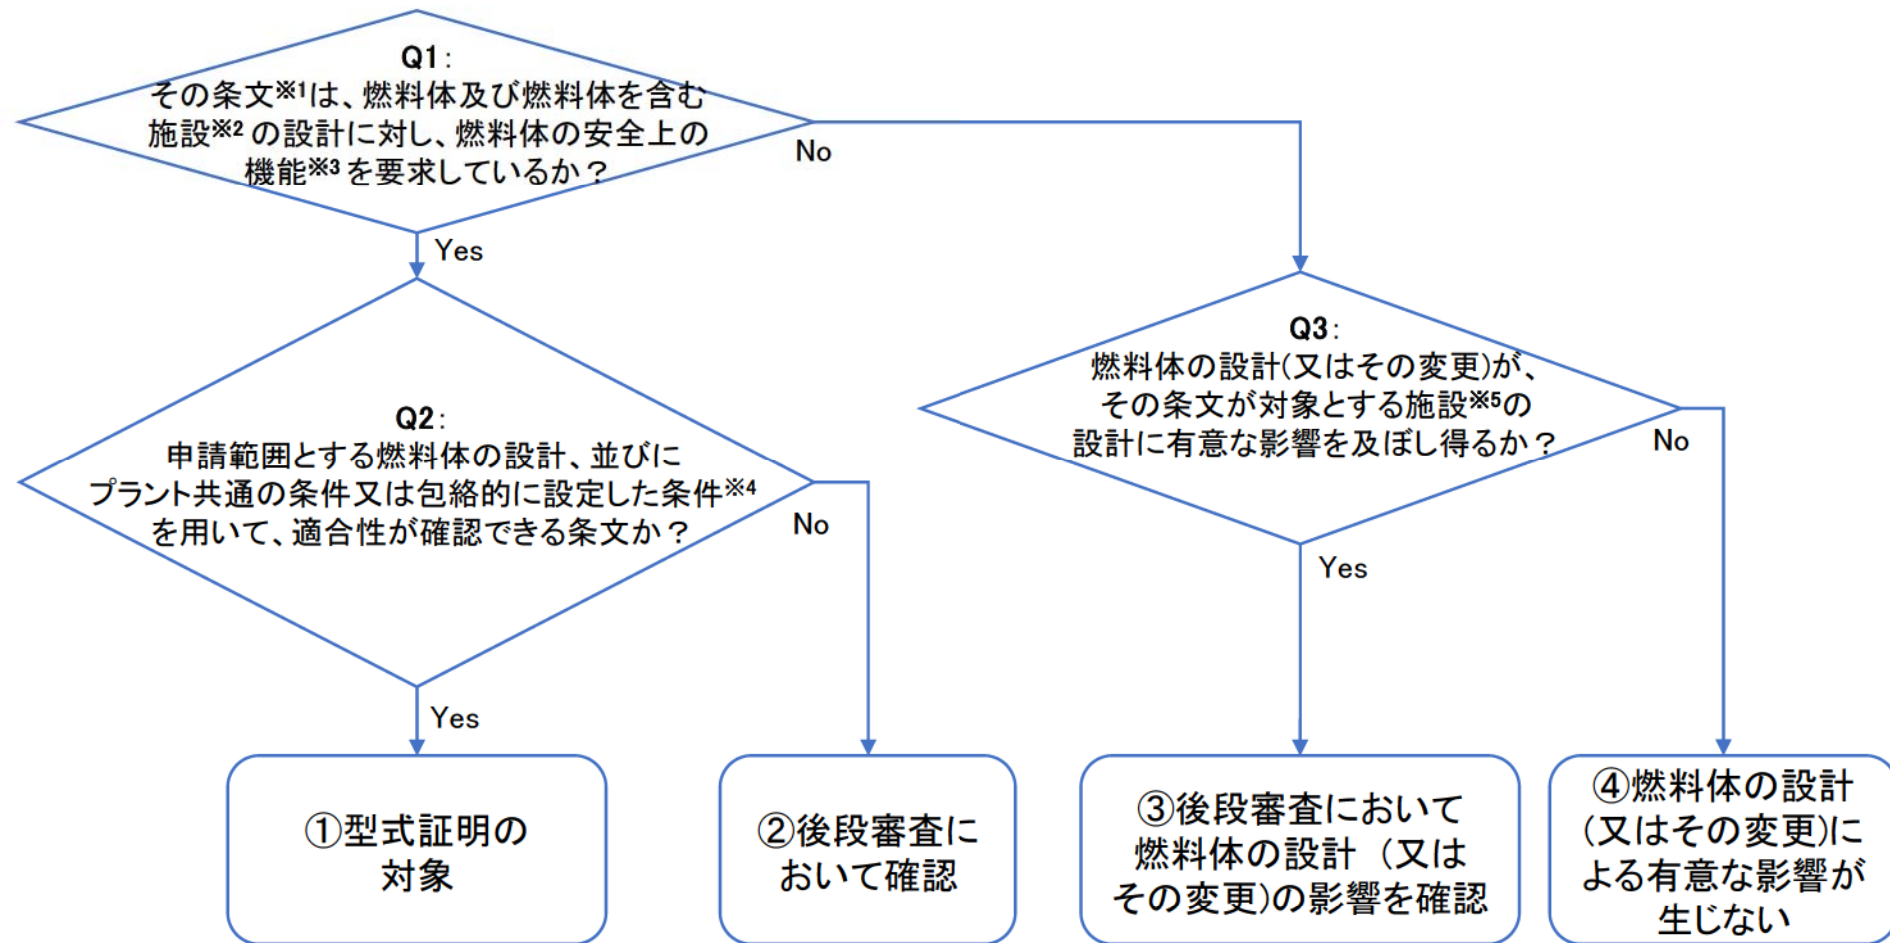 Q1:
その条文※1は、燃料体及び燃料体を含む
施設※2 の設計に対し、燃料体の安全上の
機能※3 を要求しているか？
No
Yes
Q2:
申請範囲とする燃料体の設計、並びに
プラント共通の条件又は包絡的に設定した条件※4
を用いて、適合性が確認できる条文か？
No
Yes
Q3:
燃料体の設計(又はその変更)が、
その条文が対象とする施設※5の
設計に有意な影響を及ぼし得るか？
No
Yes
①型式証明の
対象
②後段審査に
おいて確認
③後段審査において
燃料体の設計 (又は
その変更)の影響を確認
④燃料体の設計
(又はその変更)に
よる有意な影響が
生じない